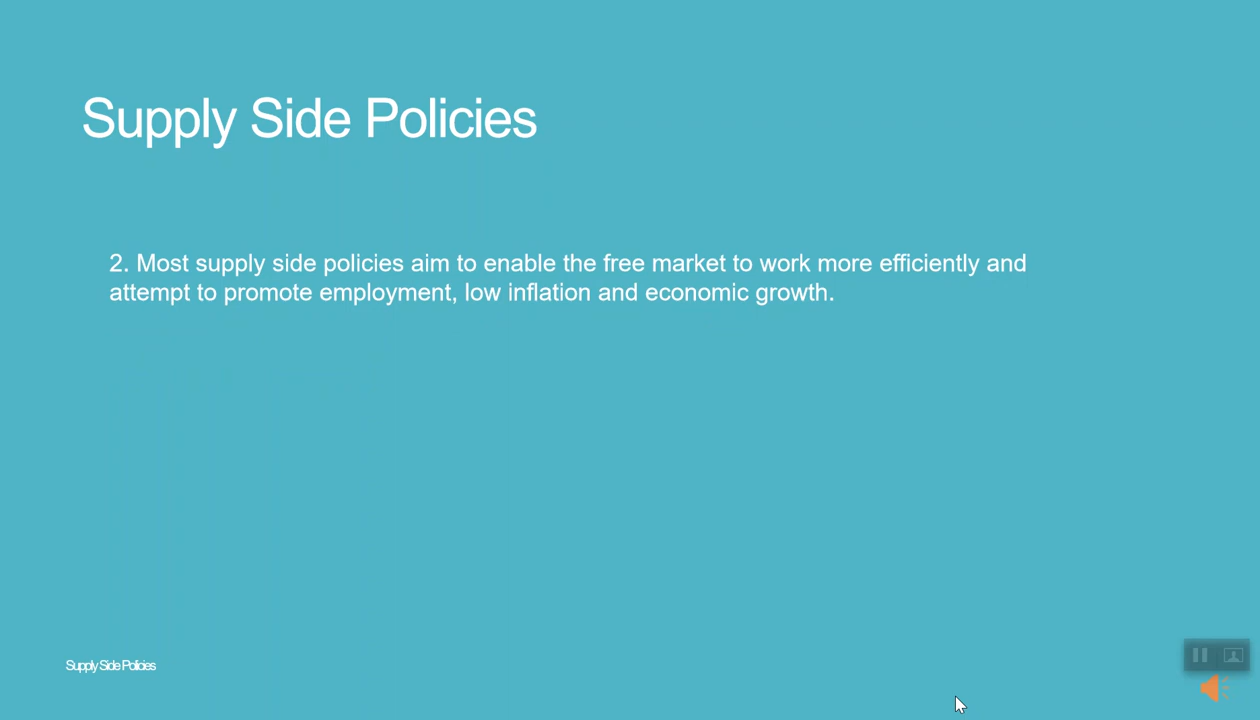 Supply Side Policies
2. Most supply side policies aim to enable the free market to work more efficiently and
attempt to promote employment, low inflation and economic growth.
Supply Side Policies